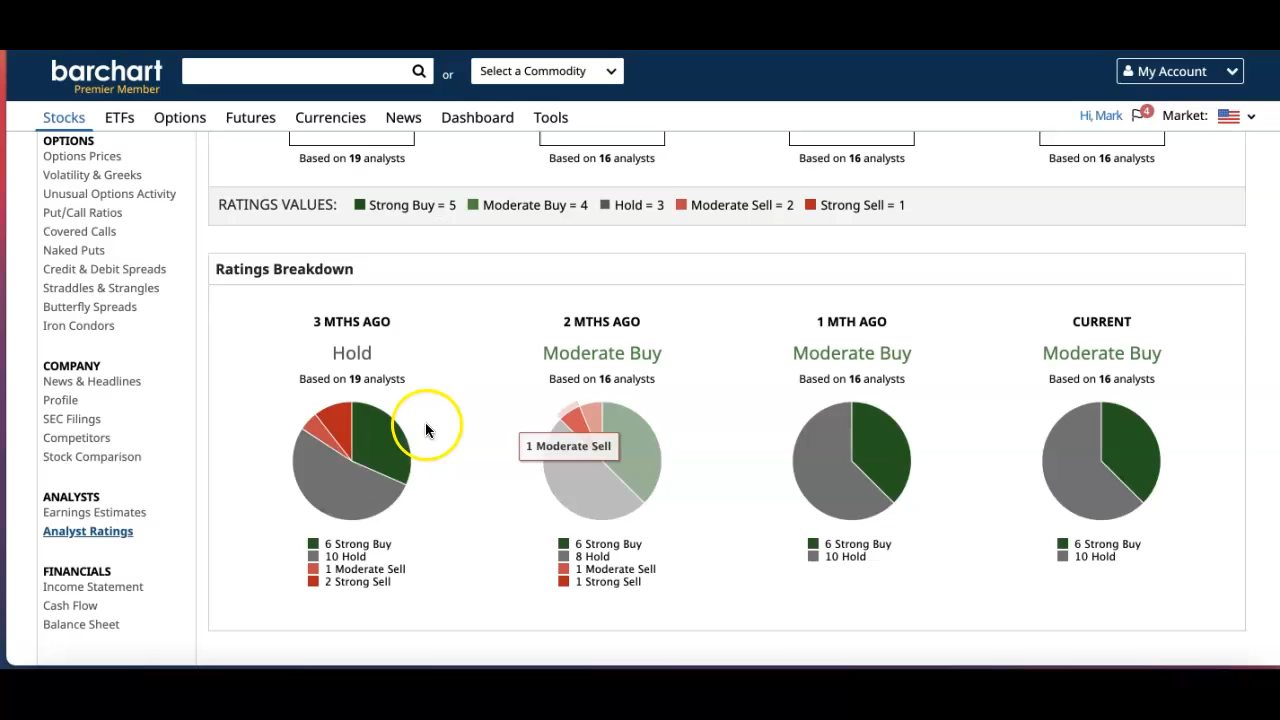 barchart
Premier Member
or
Select a Commodity
My Account
Stocks ETFs Options Futures Currencies News Dashboard Tools
Hi, Mark 4 Market:
OPTIONS
Options Prices
Volatility & Greeks
Unusual Options Activity
Put/Call Ratios
Covered Calls
Naked Puts
Credit & Debit Spreads
Straddles & Strangles
Butterfly Spreads
Iron Condors
COMPANY
News & Headlines
Profile
SEC Filings
Competitors
Stock Comparison
ANALYSTS
Earnings Estimates
Analyst Ratings
FINANCIALS
Income Statement
Cash Flow
Balance Sheet
Based on 19 analysts
Based on 16 analysts
Based on 16 analysts
Based on 16 analysts
RATINGS VALUES: Strong Buy = 5 Moderate Buy = 4 Hold = 3 Moderate Sell = 2 Strong Sell = 1
Ratings Breakdown
3 MTHS AGO
Hold
Based on 19 analysts
6 Strong Buy
10 Hold
1 Moderate Sell
2 Strong Sell
2 MTHS AGO
Moderate Buy
Based on 16 analysts
1 Moderate Sell
6 Strong Buy
8 Hold
1 Moderate Sell
1 Strong Sell
1 MTH AGO
Moderate Buy
Based on 16 analysts
6 Strong Buy
10 Hold
CURRENT
Moderate Buy
Based on 16 analysts
6 Strong Buy
10 Hold